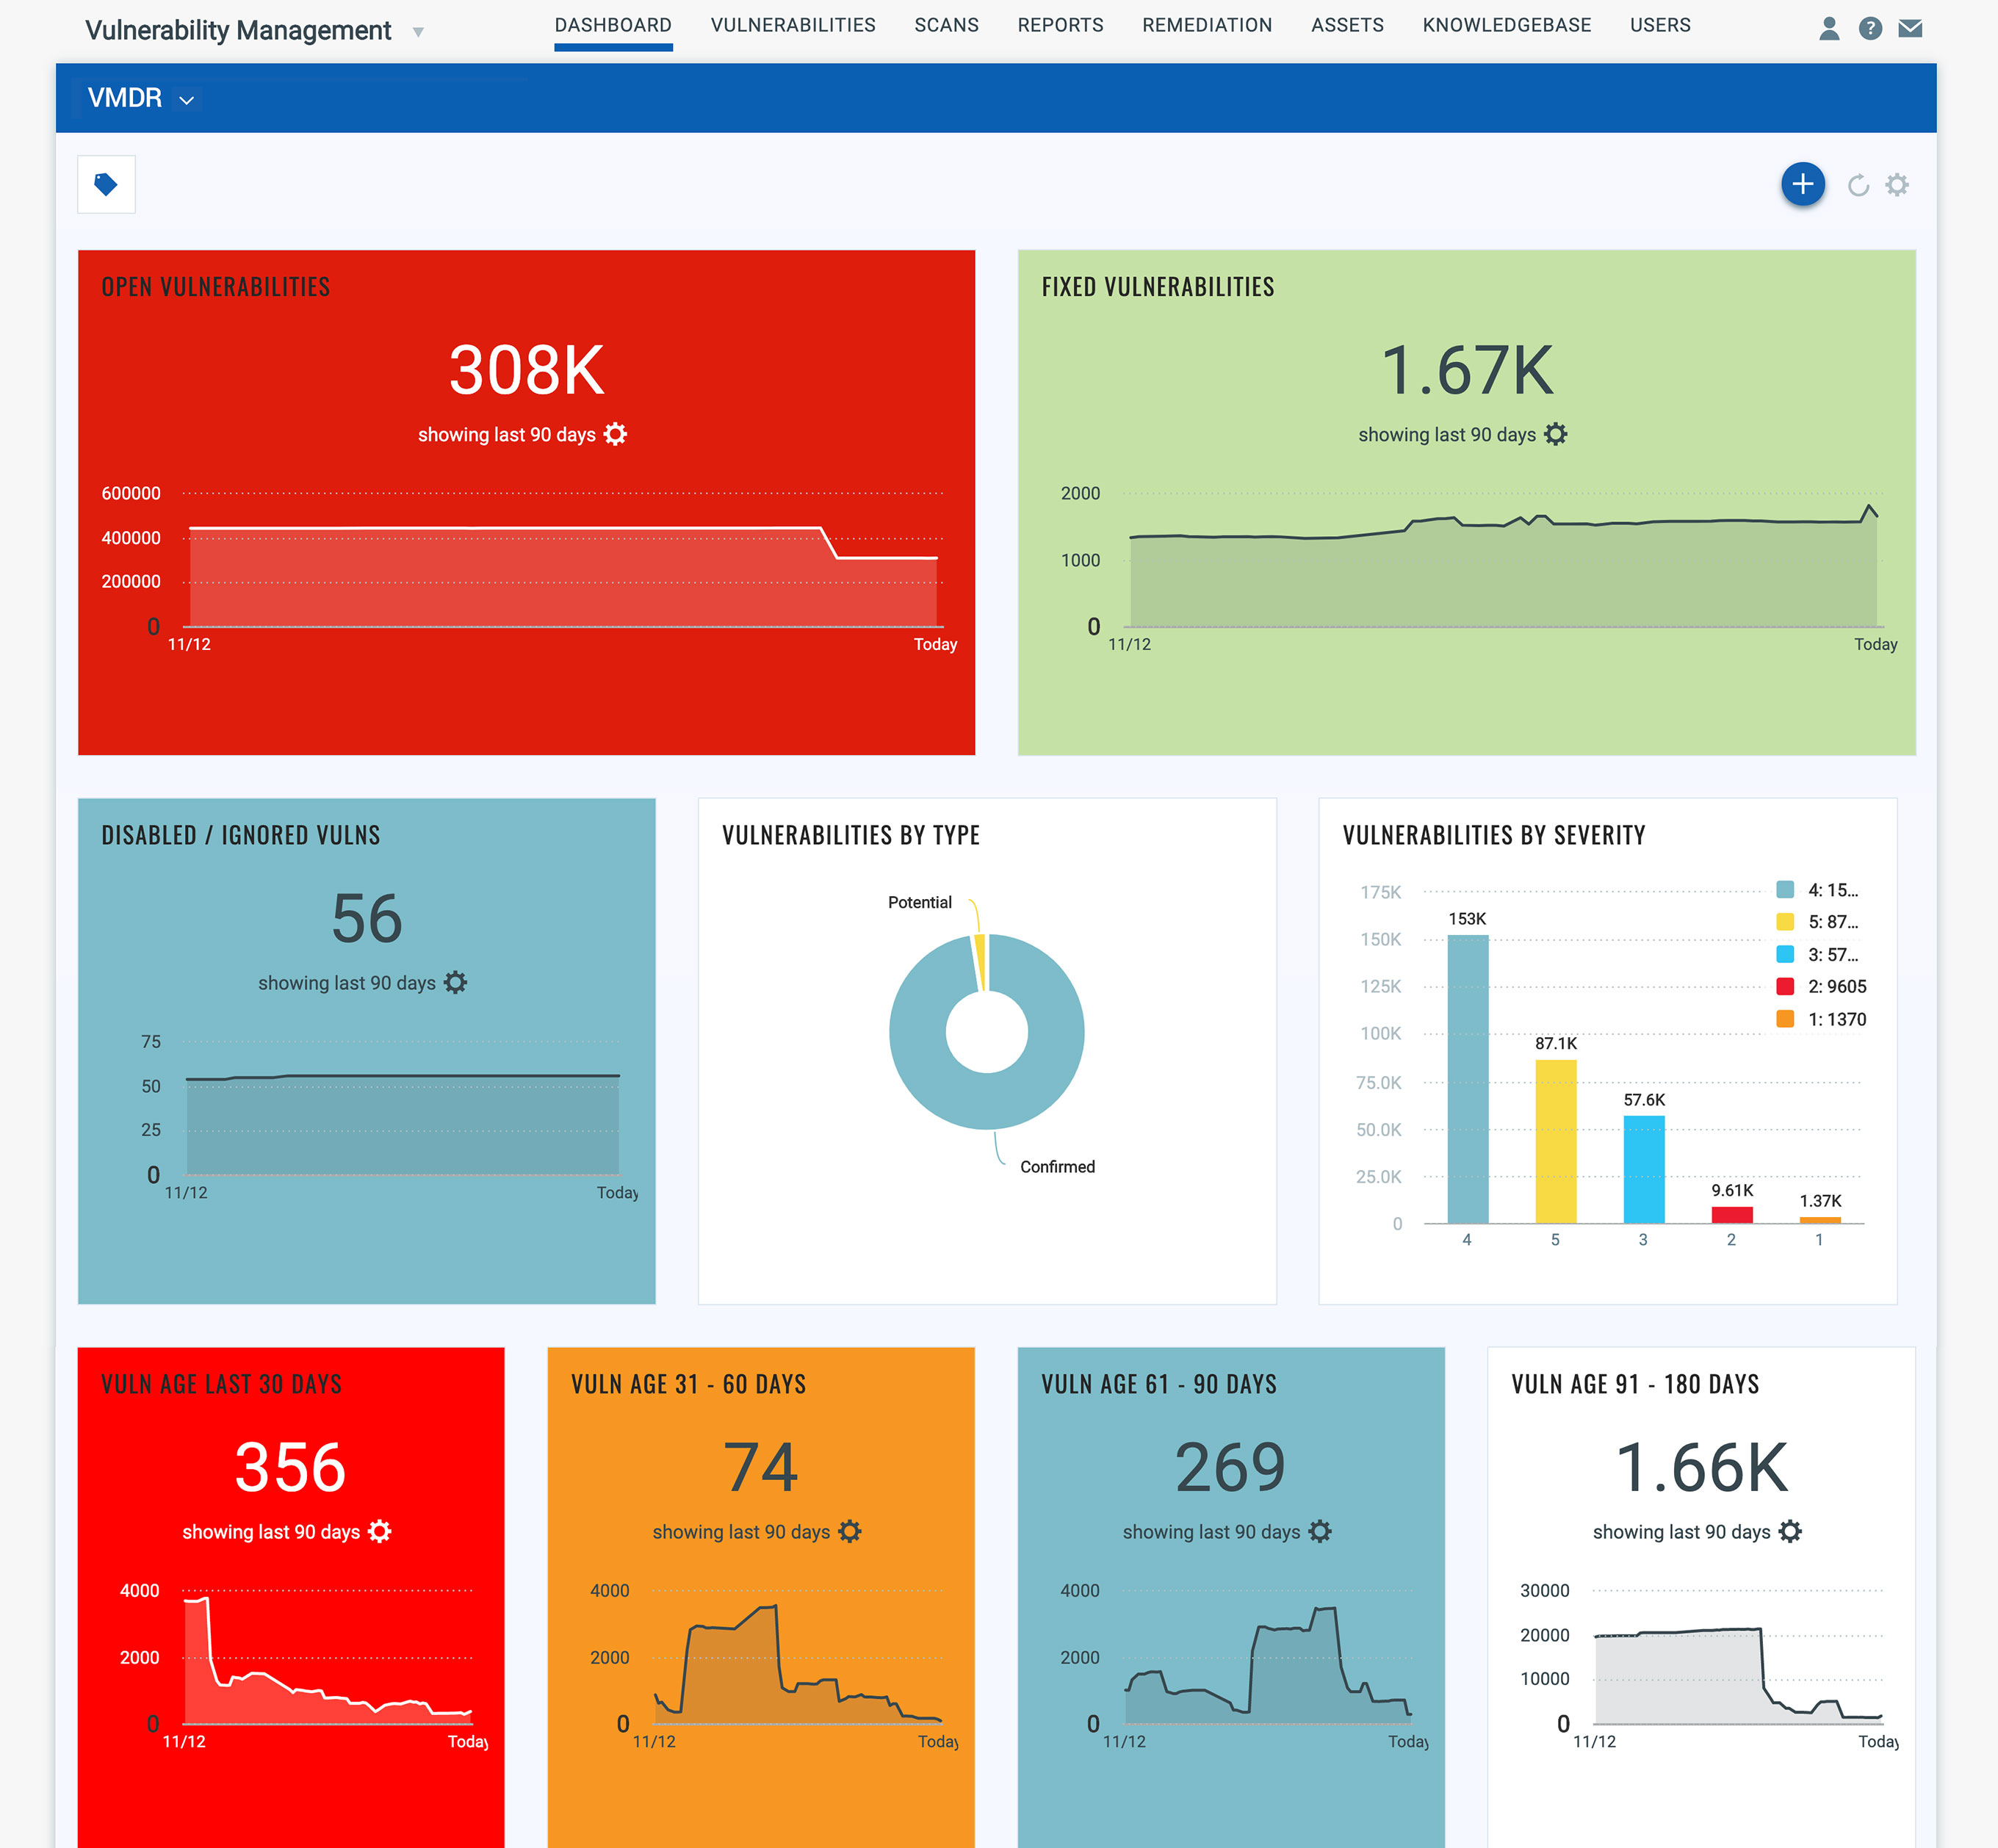 Vulnerability Management
DASHBOARD VULNERABILITIES SCANS REPORTS REMEDIATION ASSETS KNOWLEDGEBASE USERS
VMDR
OPEN VULNERABILITIES
308K
showing last 90 days
600000
400000
200000
0
11/12 Today
FIXED VULNERABILITIES
1.67K
showing last 90 days
2000
1000
0
11/12 Today
DISABLED / IGNORED VULNS
56
showing last 90 days
75
50
25
0
11/12 Today
VULNERABILITIES BY TYPE
Potential
Confirmed
VULNERABILITIES BY SEVERITY
175K
150K
125K
100K
75.0K
50.0K
25.0K
0
153K
87.1K
57.6K
9.61K
1.37K
4 5 3 2 1
4: 15...
5: 87...
3: 57...
2: 9605
1: 1370
VULN AGE LAST 30 DAYS
356
showing last 90 days
4000
2000
0
11/12 Today
VULN AGE 31 - 60 DAYS
74
showing last 90 days
4000
2000
0
11/12 Today
VULN AGE 61 - 90 DAYS
269
showing last 90 days
4000
2000
0
11/12 Today
VULN AGE 91 - 180 DAYS
1.66K
showing last 90 days
30000
20000
10000
0
11/12 Today